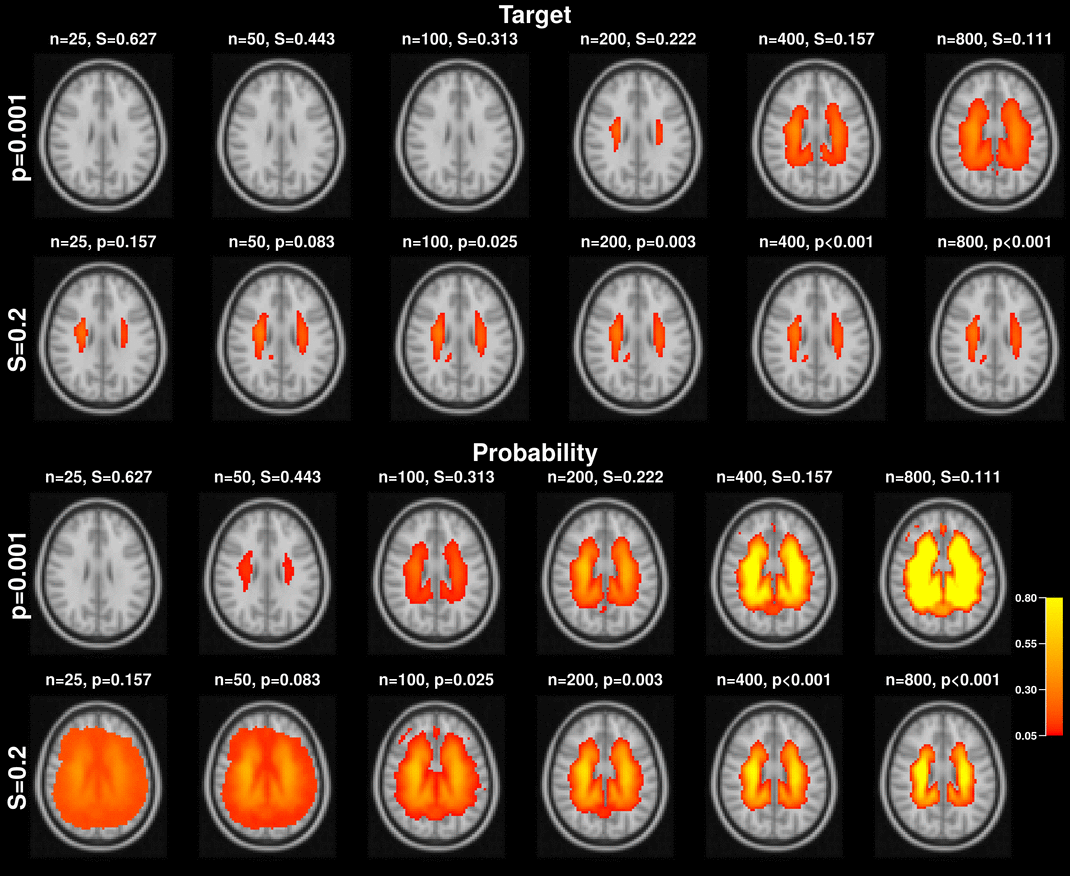 Target
n=25, S=0.627 n=50, S=0.443 n=100, S=0.313 n=200, S=0.222 n=400, S=0.157 n=800, S=0.111
p=0.001
n=25, p=0.157 n=50, p=0.083 n=100, p=0.025 n=200, p=0.003 n=400, p<0.001 n=800, p<0.001
S=0.2
Probability
n=25, S=0.627 n=50, S=0.443 n=100, S=0.313 n=200, S=0.222 n=400, S=0.157 n=800, S=0.111
p=0.001
0.80
0.55
n=25, p=0.157 n=50, p=0.083 n=100, p=0.025 n=200, p=0.003 n=400, p<0.001 n=800, p<0.001
0.30
0.05
S=0.2